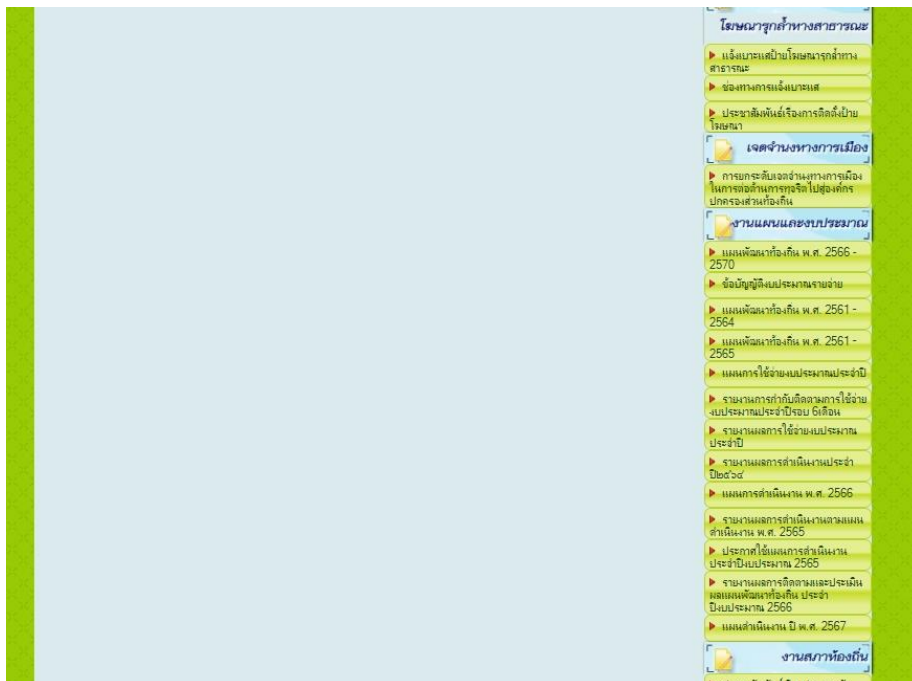 โฆษณารุกล้ำทางสาธารณะ
แจ้งเบาะแสป้ายโฆษณารุกล้ำทาง
สาธารณะ
ช่องทางการแจ้งเบาะแส
ประชาสัมพันธ์เรื่องการติดตั้งป้าย
โฆษณา
เจตจำนงทางการเมือง
การยกระดับเจตจำนงทางการเมือง
ในการต่อต้านการทุจริตไปสู่องค์กร
ปกครองส่วนท้องถิ่น
งานแผนและงบประมาณ
แผนพัฒนาท้องถิ่น พ.ศ. 2566 -
2570
ข้อบัญญัติงบประมาณรายจ่าย
แผนพัฒนาท้องถิ่น พ.ศ. 2561 -
2564
แผนพัฒนาท้องถิ่น พ.ศ. 2561 -
2565
แผนการใช้จ่ายงบประมาณประจำปี
รายงานการกำกับติดตามการใช้จ่าย
งบประมาณประจำปีรอบ 6เดือน
รายงานผลการใช้จ่ายงบประมาณ
ประจำปี
รายงานผลการดำเนินงานประจำ
ปี๒๕๖๔
แผนการดำเนินงาน พ.ศ. 2566
รายงานผลการดำเนินงานตามแผน
ดำเนินงาน พ.ศ. 2565
ประกาศใช้แผนการดำเนินงาน
ประจำปีงบประมาณ 2565
รายงานผลการติดตามและประเมิน
ผลแผนพัฒนาท้องถิ่น ประจำ
ปีงบประมาณ 2566
แผนดำเนินงาน ปี พ.ศ. 2567
งานสภาท้องถิ่น